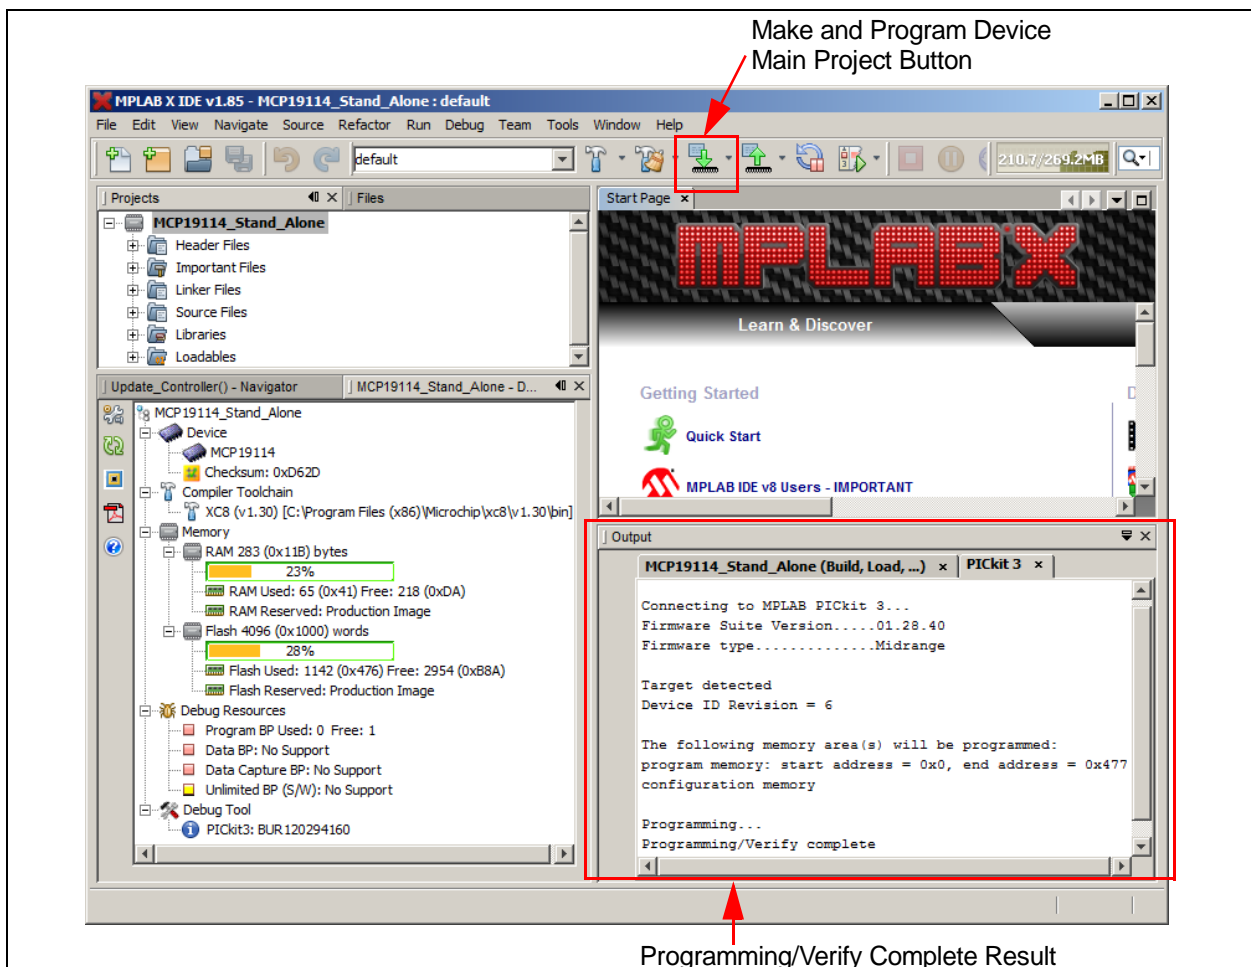 Make and Program Device
Main Project Button
MPLAB X IDE v1.85 - MCP19114_Stand_Alone : default
File Edit View Navigate Source Refactor Run Debug Team Tools Window Help
default
210.7/269.2MB
Projects
Files
MCP19114_Stand_Alone
Header Files
Important Files
Linker Files
Source Files
Libraries
Loadables
Start Page
MPLAB X
Learn & Discover
Getting Started
D
Quick Start
MPLAB IDE v8 Users - IMPORTANT
Update_Controller() - Navigator
MCP19114_Stand_Alone - D...
MCP19114_Stand_Alone
Device
MCP19114
Checksum: 0xD62D
Compiler Toolchain
XC8 (v1.30) [C:\Program Files (x86)\Microchip\xc8\v1.30\bin]
Memory
RAM 283 (0x11B) bytes
23%
RAM Used: 65 (0x41) Free: 218 (0xDA)
RAM Reserved: Production Image
Flash 4096 (0x1000) words
28%
Flash Used: 1142 (0x476) Free: 2954 (0xB8A)
Flash Reserved: Production Image
Debug Resources
Program BP Used: 0 Free: 1
Data BP: No Support
Data Capture BP: No Support
Unlimited BP (S/W): No Support
Debug Tool
PICkit3: BUR120294160
Output
MCP19114_Stand_Alone (Build, Load, ...)
PICkit 3
Connecting to MPLAB PICkit 3...
Firmware Suite Version.....01.28.40
Firmware type..............Midrange
Target detected
Device ID Revision = 6
The following memory area(s) will be programmed:
program memory: start address = 0x0, end address = 0x477
configuration memory
Programming...
Programming/Verify complete
Programming/Verify Complete Result